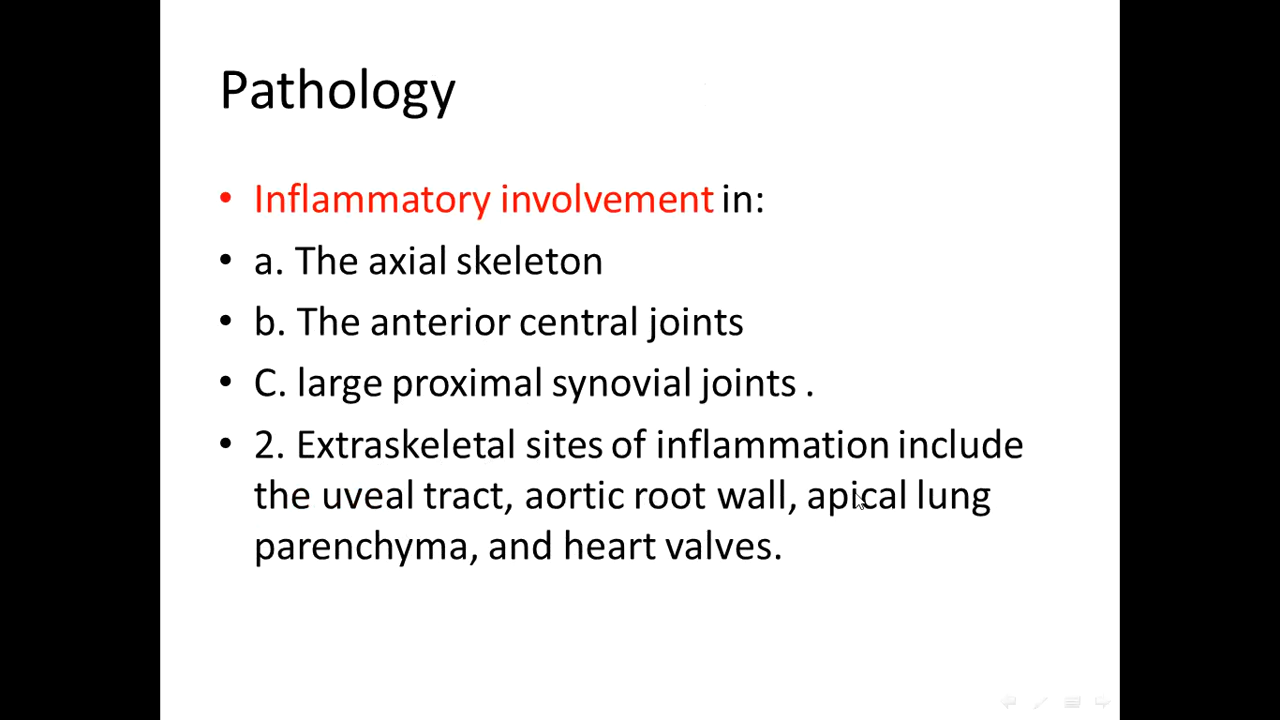 Pathology
• Inflammatory involvement in:
• a. The axial skeleton
• b. The anterior central joints
• C. large proximal synovial joints .
• 2. Extraskeletal sites of inflammation include
the uveal tract, aortic root wall, apical lung
parenchyma, and heart valves.